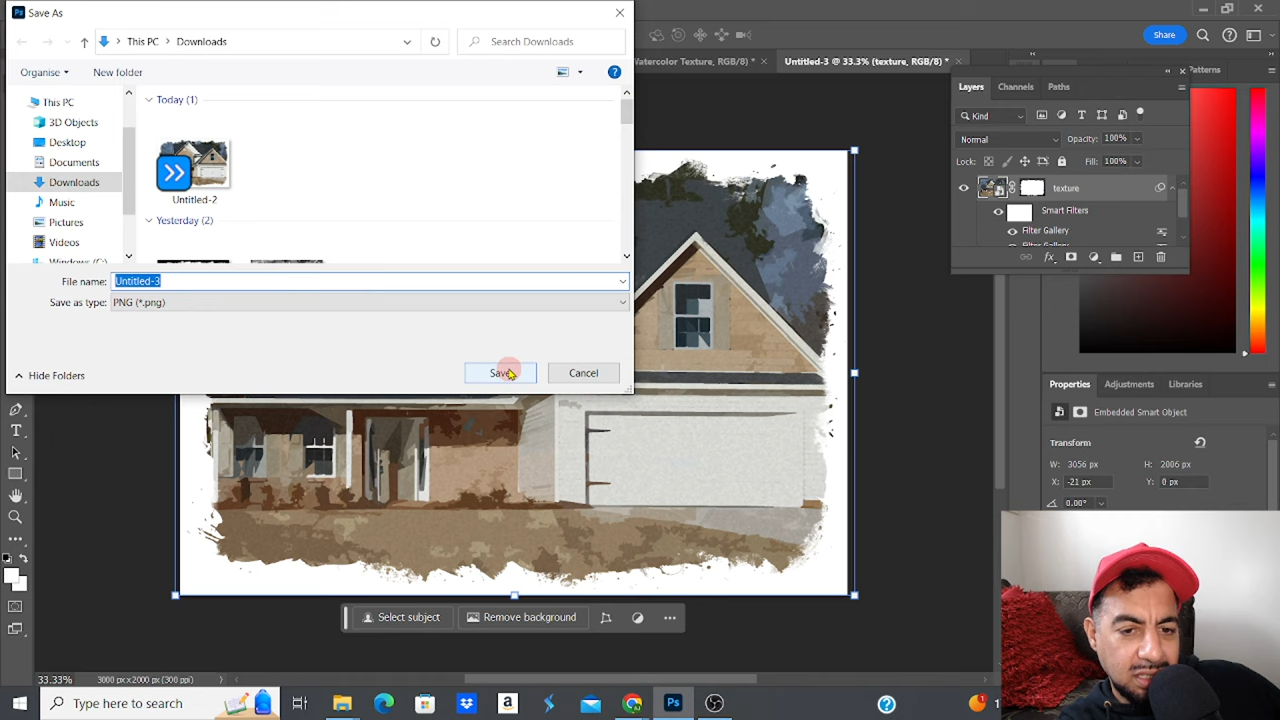 Save As
This PC > Downloads
Search Downloads
Organise
New folder
This PC
3D Objects
Desktop
Documents
Downloads
Music
Pictures
Videos
Today (1)
Untitled-2
Yesterday (2)
File name: Untitled-3
Save as type: PNG (*.png)
Hide Folders
Save
Cancel
Share
Watercolor Texture, RGB/8) *
Untitled-3 @ 33.3% (texture, RGB/8) *
Patterns
Layers
Channels
Paths
Kind
Normal
Opacity: 100%
Lock:
Fill: 100%
texture
Smart Filters
Filter Gallery
Properties
Adjustments
Libraries
Embedded Smart Object
Transform
W: 3056 px
H: 2006 px
X: -21 px
Y: 0 px
0.00°
Select subject
Remove background
33.33%
3000 px x 2000 px (300 ppi)
Type here to search